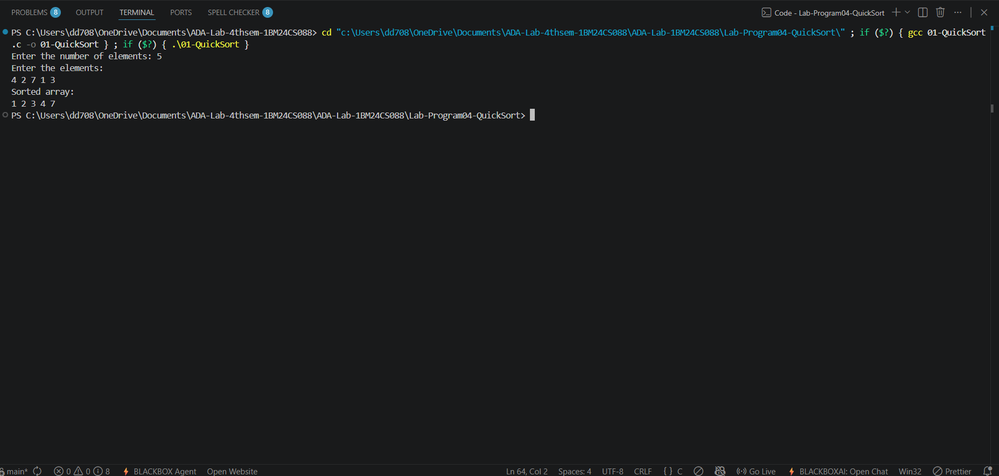 PROBLEMS 8 OUTPUT TERMINAL PORTS SPELL CHECKER 8 Code - Lab-Program04-QuickSort
PS C:\Users\dd708\OneDrive\Documents\ADA-Lab-4thsem-1BM24CS088> cd "c:\Users\dd708\OneDrive\Documents\ADA-Lab-4thsem-1BM24CS088\ADA-Lab-1BM24CS088\Lab-Program04-QuickSort\" ; if ($?) { gcc 01-QuickSort
.c -o 01-QuickSort } ; if ($?) { .\01-QuickSort }
Enter the number of elements: 5
Enter the elements:
4 2 7 1 3
Sorted array:
1 2 3 4 7
PS C:\Users\dd708\OneDrive\Documents\ADA-Lab-4thsem-1BM24CS088\ADA-Lab-1BM24CS088\Lab-Program04-QuickSort>
main* 0 0 8 BLACKBOX Agent Open Website Ln 64, Col 2 Spaces: 4 UTF-8 CRLF { } C Go Live BLACKBOXAI: Open Chat Win32 Prettier